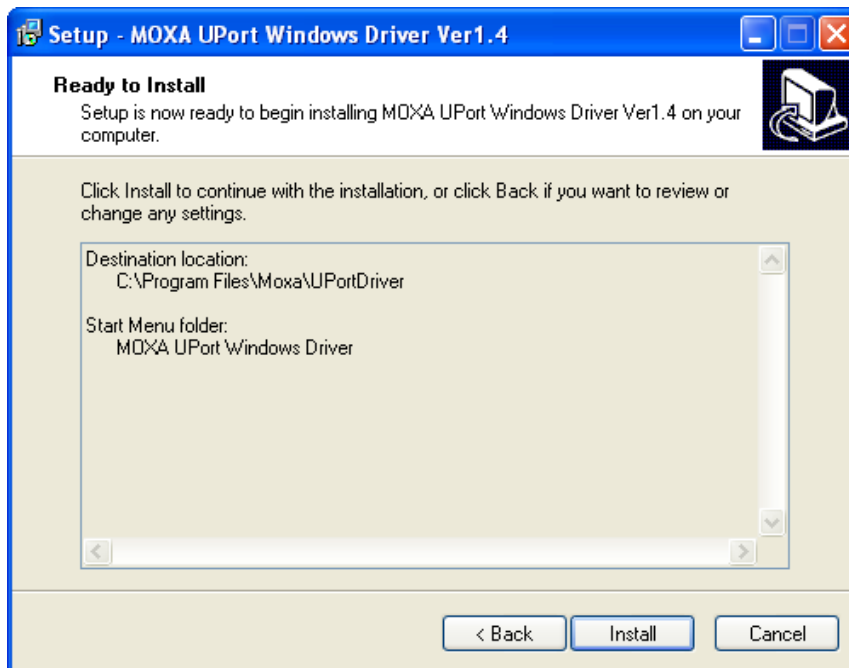 Setup - MOXA UPort Windows Driver Ver1.4
Ready to Install
Setup is now ready to begin installing MOXA UPort Windows Driver Ver1.4 on your
computer.
Click Install to continue with the installation, or click Back if you want to review or
change any settings.
Destination location:
C:\Program Files\Moxa\UPortDriver
Start Menu folder:
MOXA UPort Windows Driver
< Back
Install
Cancel